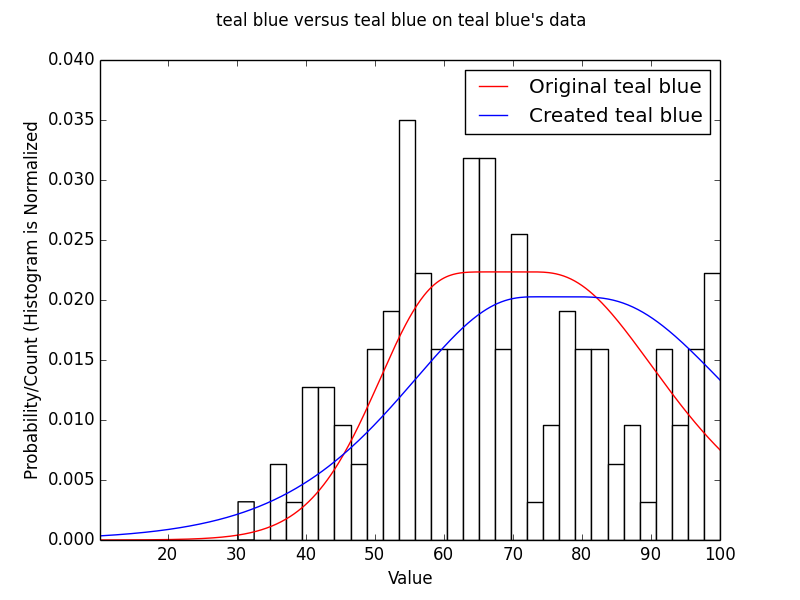 teal blue versus teal blue on teal blue's data
Original teal blue
Created teal blue
Probability/Count (Histogram is Normalized
0.040
0.035
0.030
0.025
0.020
0.015
0.010
0.005
0.000
20 30 40 50 60 70 80 90 100
Value